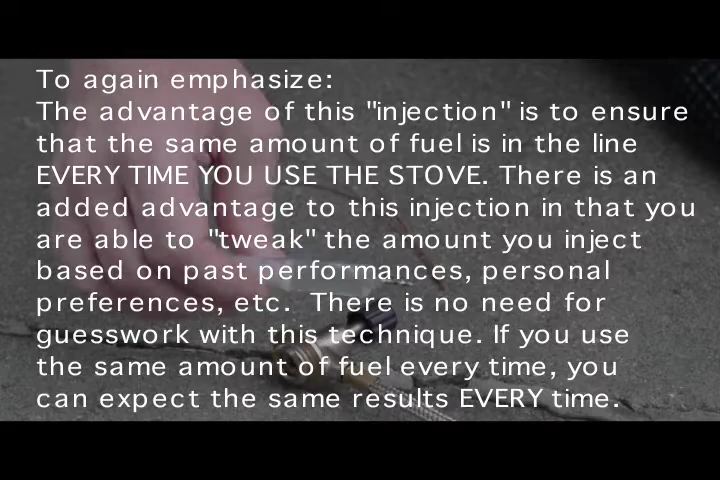 To again emphasize:
The advantage of this "injection" is to ensure
that the same amount of fuel is in the line
EVERY TIME YOU USE THE STOVE. There is an
added advantage to this injection in that you
are able to "tweak" the amount you inject
based on past performances, personal
preferences, etc.  There is no need for
guesswork with this technique. If you use
the same amount of fuel every time, you
can expect the same results EVERY time.